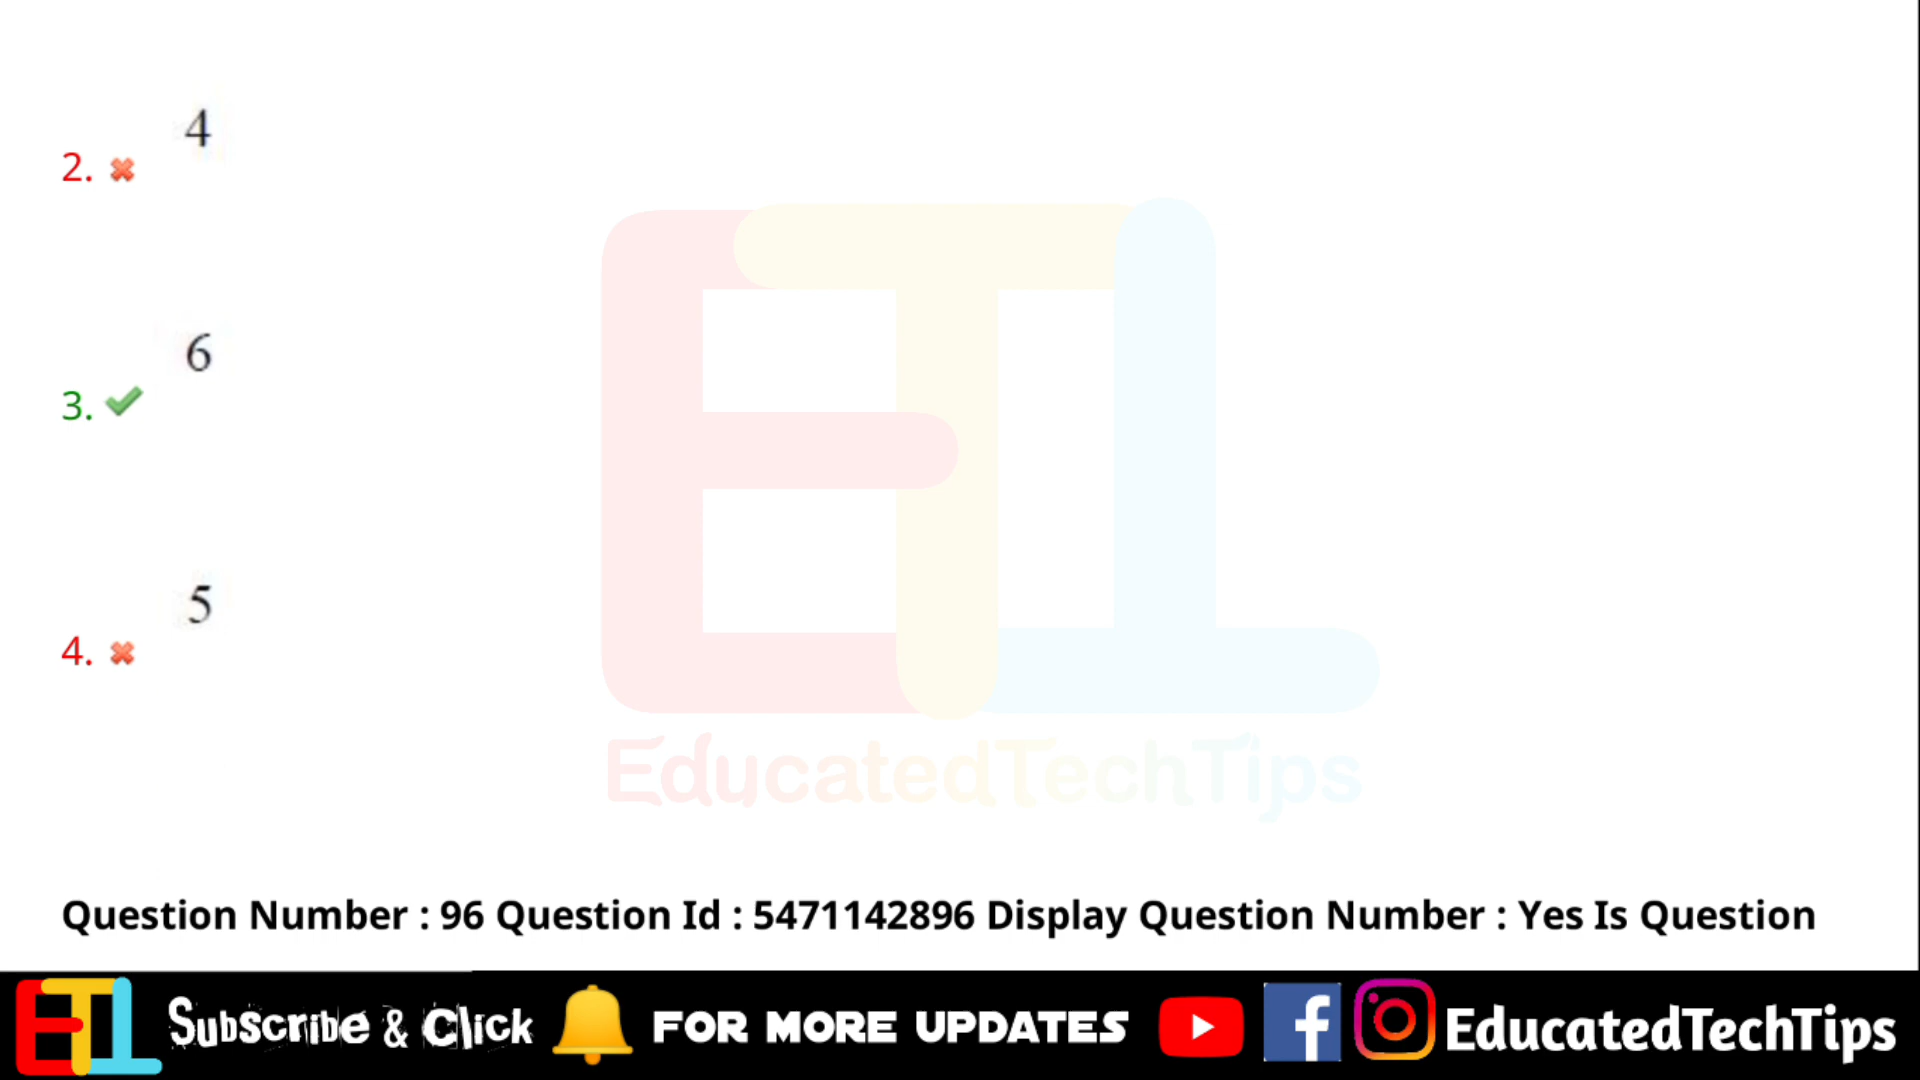 4
2.
6
3.
5
4.
EducatedTechTips
Question Number : 96 Question Id : 5471142896 Display Question Number : Yes Is Question
ETL Subscribe & Click FOR MORE UPDATES EducatedTechTips